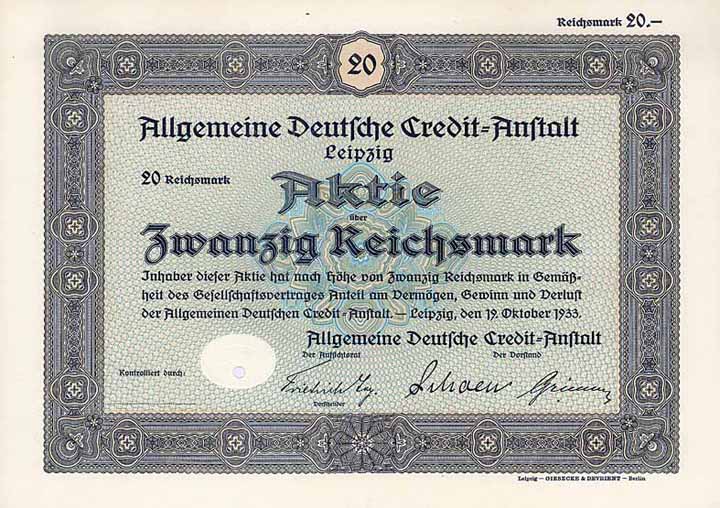 Reichsmark 20.—
20
Allgemeine Deutsche Credit=Anstalt
Leipzig
20 Reichsmark
Aktie
über
Zwanzig Reichsmark
Inhaber dieser Aktie hat nach Höhe von Zwanzig Reichsmark in Gemäß=
heit des Gesellschaftsvertrages Anteil am Vermögen, Gewinn und Verlust
der Allgemeinen Deutschen Credit=Anstalt. — Leipzig, den 19. Oktober 1933.
Allgemeine Deutsche Credit=Anstalt
Der Aufsichtsrat Der Vorstand
Kontrolliert durch:
Vorsitzender
Leipzig — GIESECKE & DEVRIENT — Berlin